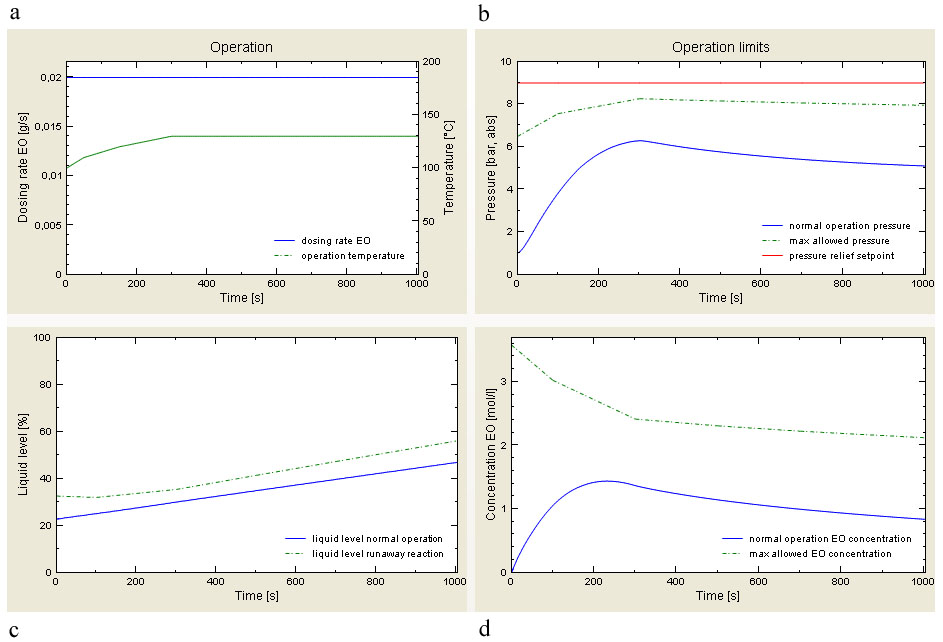 a
b
Operation
0,02
0,015
0,01
0,005
0
200
150
100
50
0
0 200 400 600 800 1000
Dosing rate EO [g/s]
Temperature [°C]
Time [s]
dosing rate EO
operation temperature
Operation limits
10
8
6
4
2
0
0 200 400 600 800 1000
Pressure [bar, abs]
Time [s]
normal operation pressure
max allowed pressure
pressure relief setpoint
100
80
60
40
20
0
0 200 400 600 800 1000
Liquid level [%]
Time [s]
liquid level normal operation
liquid level runaway reaction
3
2
1
0
0 200 400 600 800 1000
Concentration EO [mol/l]
Time [s]
normal operation EO concentration
max allowed EO concentration
c
d